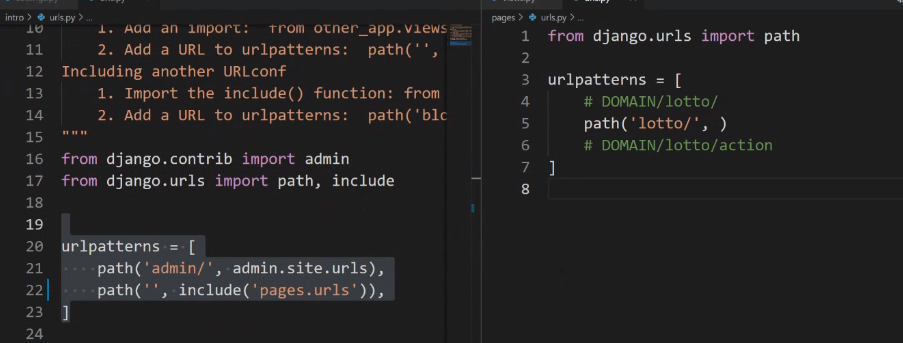 intro > urls.py > ...
10 1. Add an import: from other_app.views
11 2. Add a URL to urlpatterns: path('',
12 Including another URLconf
13 1. Import the include() function: from
14 2. Add a URL to urlpatterns: path('blo
15 """
16 from django.contrib import admin
17 from django.urls import path, include
18
19
20 urlpatterns = [
21 path('admin/', admin.site.urls),
22 path('', include('pages.urls')),
23 ]
24
pages > urls.py > ...
1 from django.urls import path
2
3 urlpatterns = [
4 # DOMAIN/lotto/
5 path('lotto/', )
6 # DOMAIN/lotto/action
7 ]
8